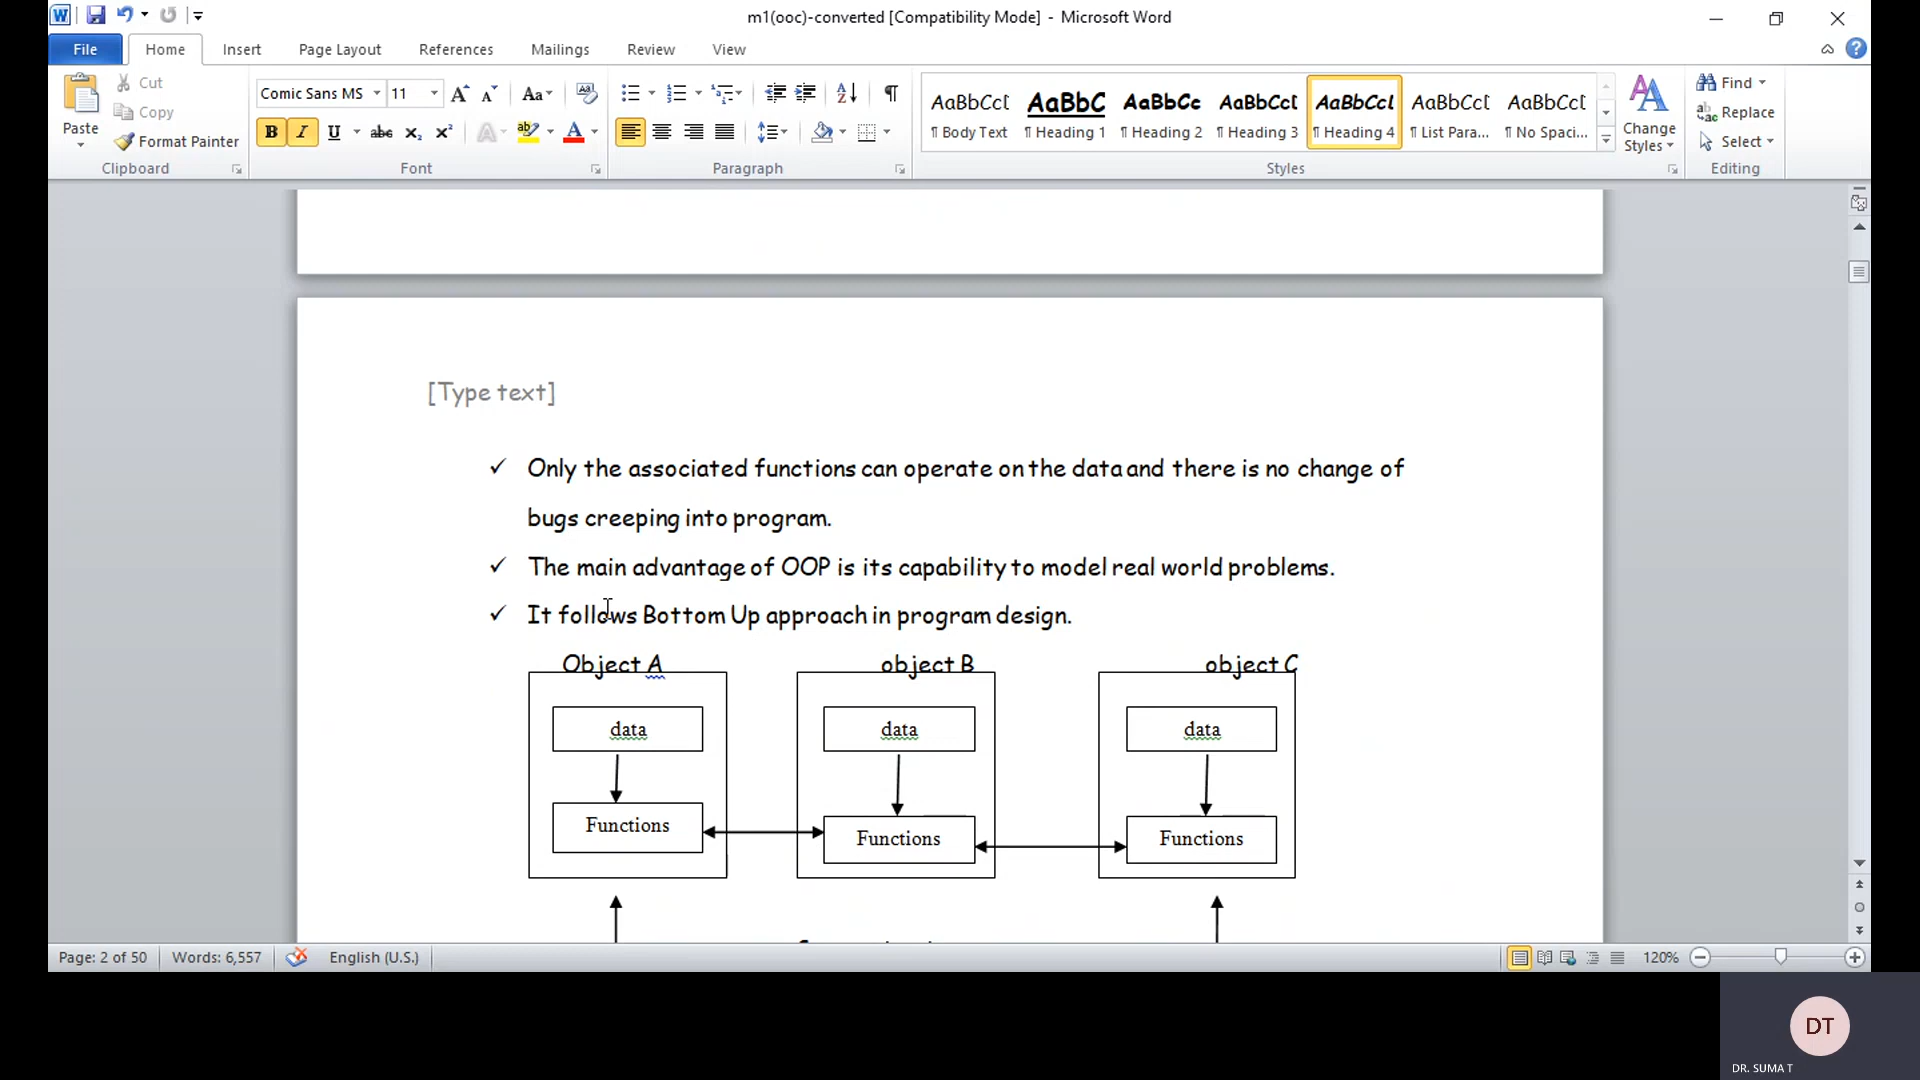 m1(ooc)-converted [Compatibility Mode] - Microsoft Word
File Home Insert Page Layout References Mailings Review View
Paste Cut Copy Format Painter
Comic Sans MS 11
AaBbCcI AaBbC AaBbCc AaBbCcI AaBbCcI AaBbCcI AaBbCcI
¶ Body Text ¶ Heading 1 ¶ Heading 2 ¶ Heading 3 ¶ Heading 4 ¶ List Para... ¶ No Spaci...
Change Styles
Find
Replace
Select
Clipboard Font Paragraph Styles Editing
[Type text]
✓ Only the associated functions can operate on the data and there is no change of
bugs creeping into program.
✓ The main advantage of OOP is its capability to model real world problems.
✓ It follows Bottom Up approach in program design.
Object A object B object C
data data data
Functions Functions Functions
Page: 2 of 50 Words: 6,557 English (U.S.) 120%
DT
DR. SUMA T